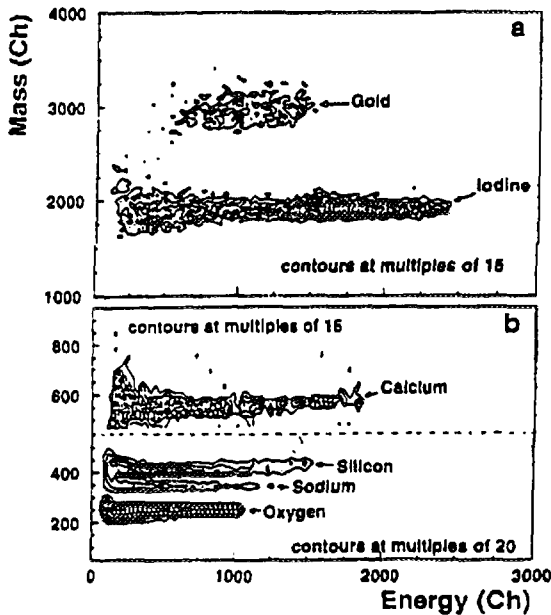 4000
a
Mass (Ch)
Gold
3000
Iodine
2000
contours at multiples of 15
1000
b
contours at multiples of 15
800
Calcium
600
Silicon
400
Sodium
Oxygen
200
contours at multiples of 20
0
1000
2000
3000
Energy (Ch)